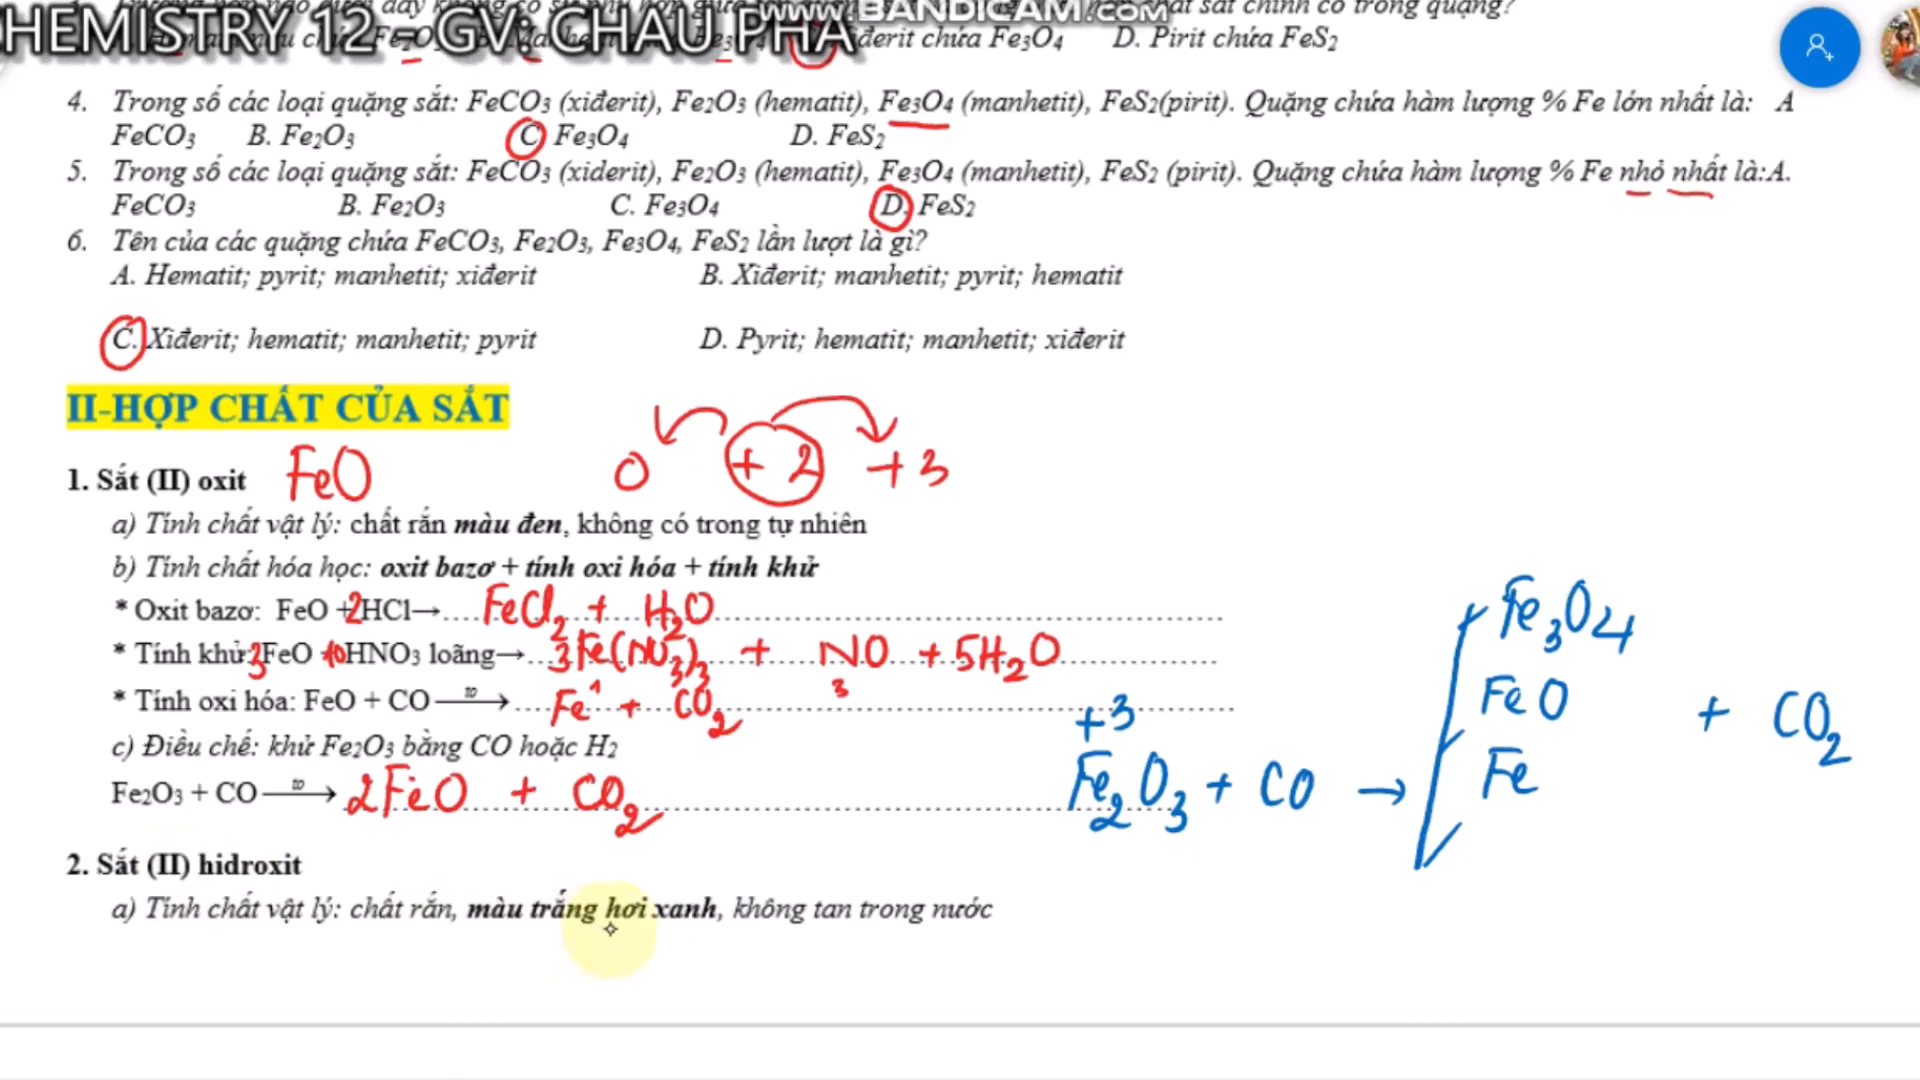 WWW.BANDICAM.COM
HEMISTRY 12 - GV: CHAU PHA
đerit chứa Fe3O4 D. Pirit chứa FeS2
4. Trong số các loại quặng sắt: FeCO3 (xiđerit), Fe2O3 (hematit), Fe3O4 (manhetit), FeS2(pirit). Quặng chứa hàm lượng % Fe lớn nhất là: A
FeCO3 B. Fe2O3 C Fe3O4 D. FeS2
5. Trong số các loại quặng sắt: FeCO3 (xiderit), Fe2O3 (hematit), Fe3O4 (manhetit), FeS2 (pirit). Quặng chứa hàm lượng % Fe nhỏ nhất là:A.
FeCO3 B. Fe2O3 C. Fe3O4 D. FeS2
6. Tên của các quặng chứa FeCO3, Fe2O3, Fe3O4, FeS2 lần lượt là gì?
A. Hematit; pyrit; manhetit; xiđerit B. Xiđerit; manhetit; pyrit; hematit
C. Xiđerit; hematit; manhetit; pyrit D. Pyrit; hematit; manhetit; xiđerit
II-HỢP CHẤT CỦA SẮT
0 +2 +3
1. Sắt (II) oxit FeO
a) Tính chất vật lý: chất rắn màu đen, không có trong tự nhiên
b) Tính chất hóa học: oxit bazơ + tính oxi hóa + tính khử
* Oxit bazơ: FeO + 2HCl→ FeCl2 + H2O
* Tính khử: 3FeO + 10HNO3 loãng→ 3Fe(NO3)3 + NO + 5H2O
* Tính oxi hóa: FeO + CO →(to) Fe + CO2
c) Điều chế: khử Fe2O3 bằng CO hoặc H2
Fe2O3 + CO →(to) 2FeO + CO2
+3
Fe2O3 + CO →
Fe3O4
FeO + CO2
Fe
2. Sắt (II) hidroxit
a) Tính chất vật lý: chất rắn, màu trắng hơi xanh, không tan trong nước